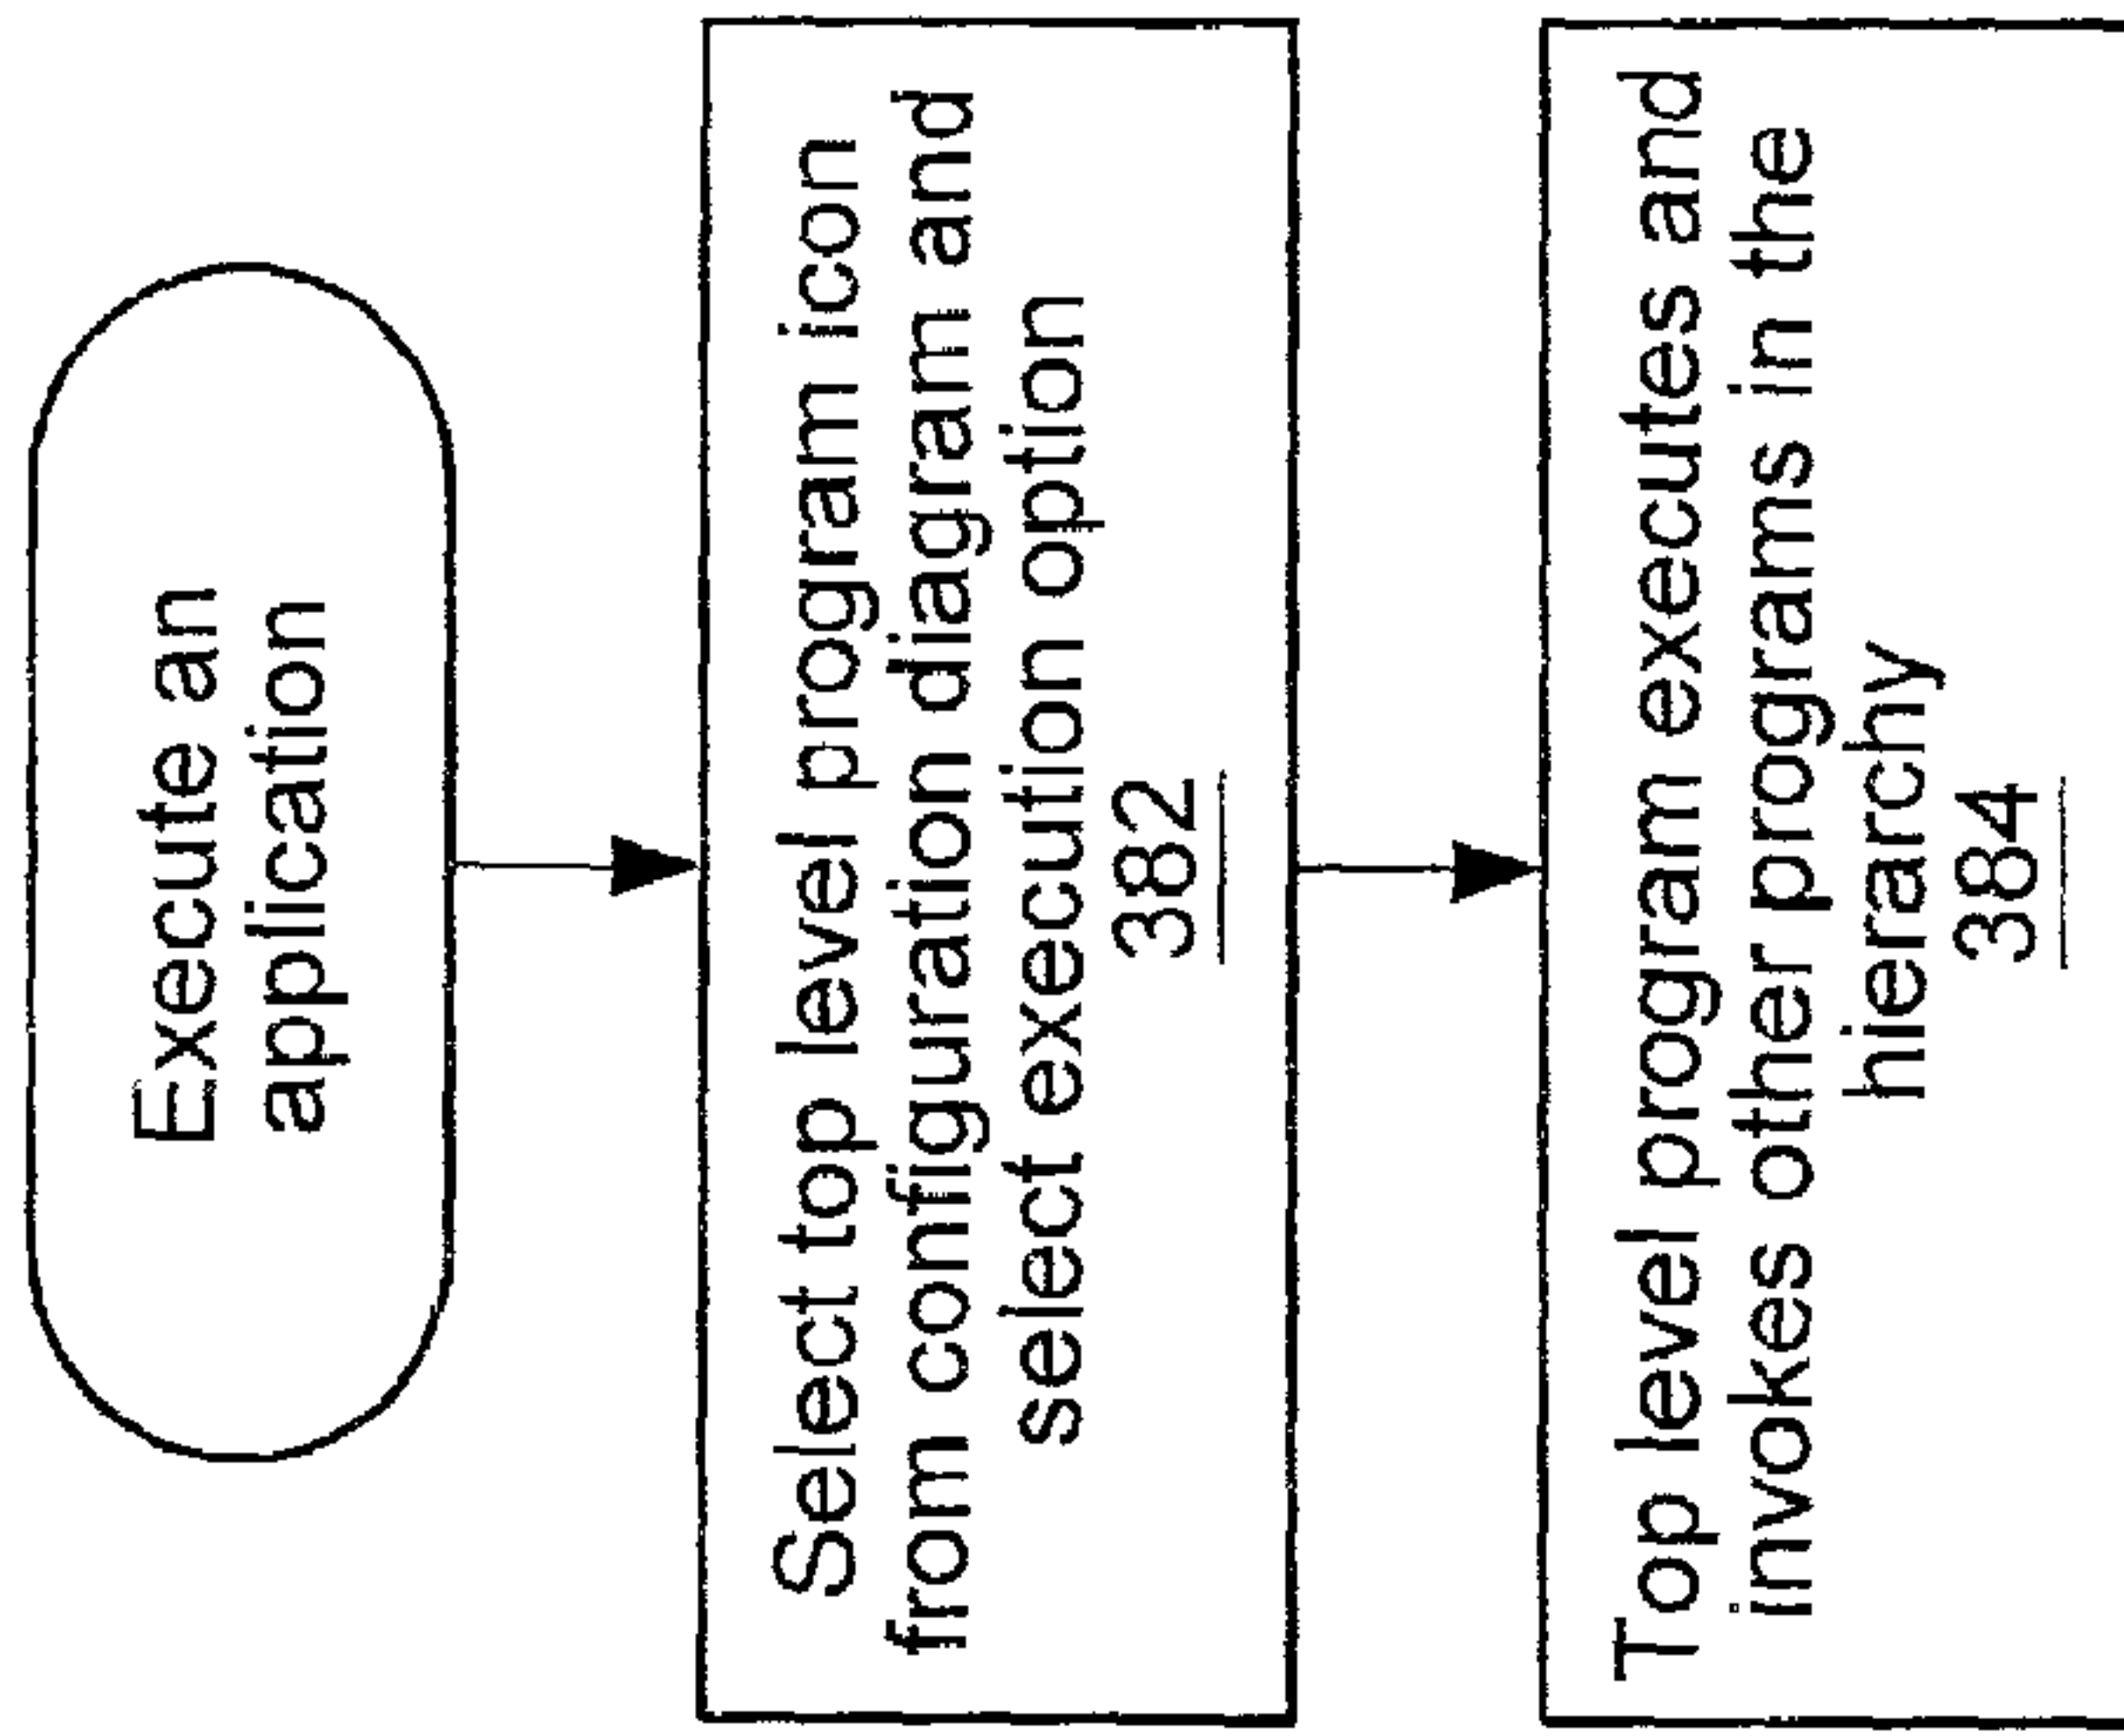 Execute an
application
Select top level program icon
from configuration diagram and
select execution option
382
Top level program executes and
invokes other programs in the
hierarchy
384